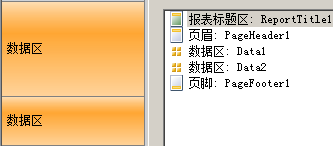 数据区
数据区
报表标题区: ReportTitle1
页眉: PageHeader1
数据区: Data1
数据区: Data2
页脚: PageFooter1